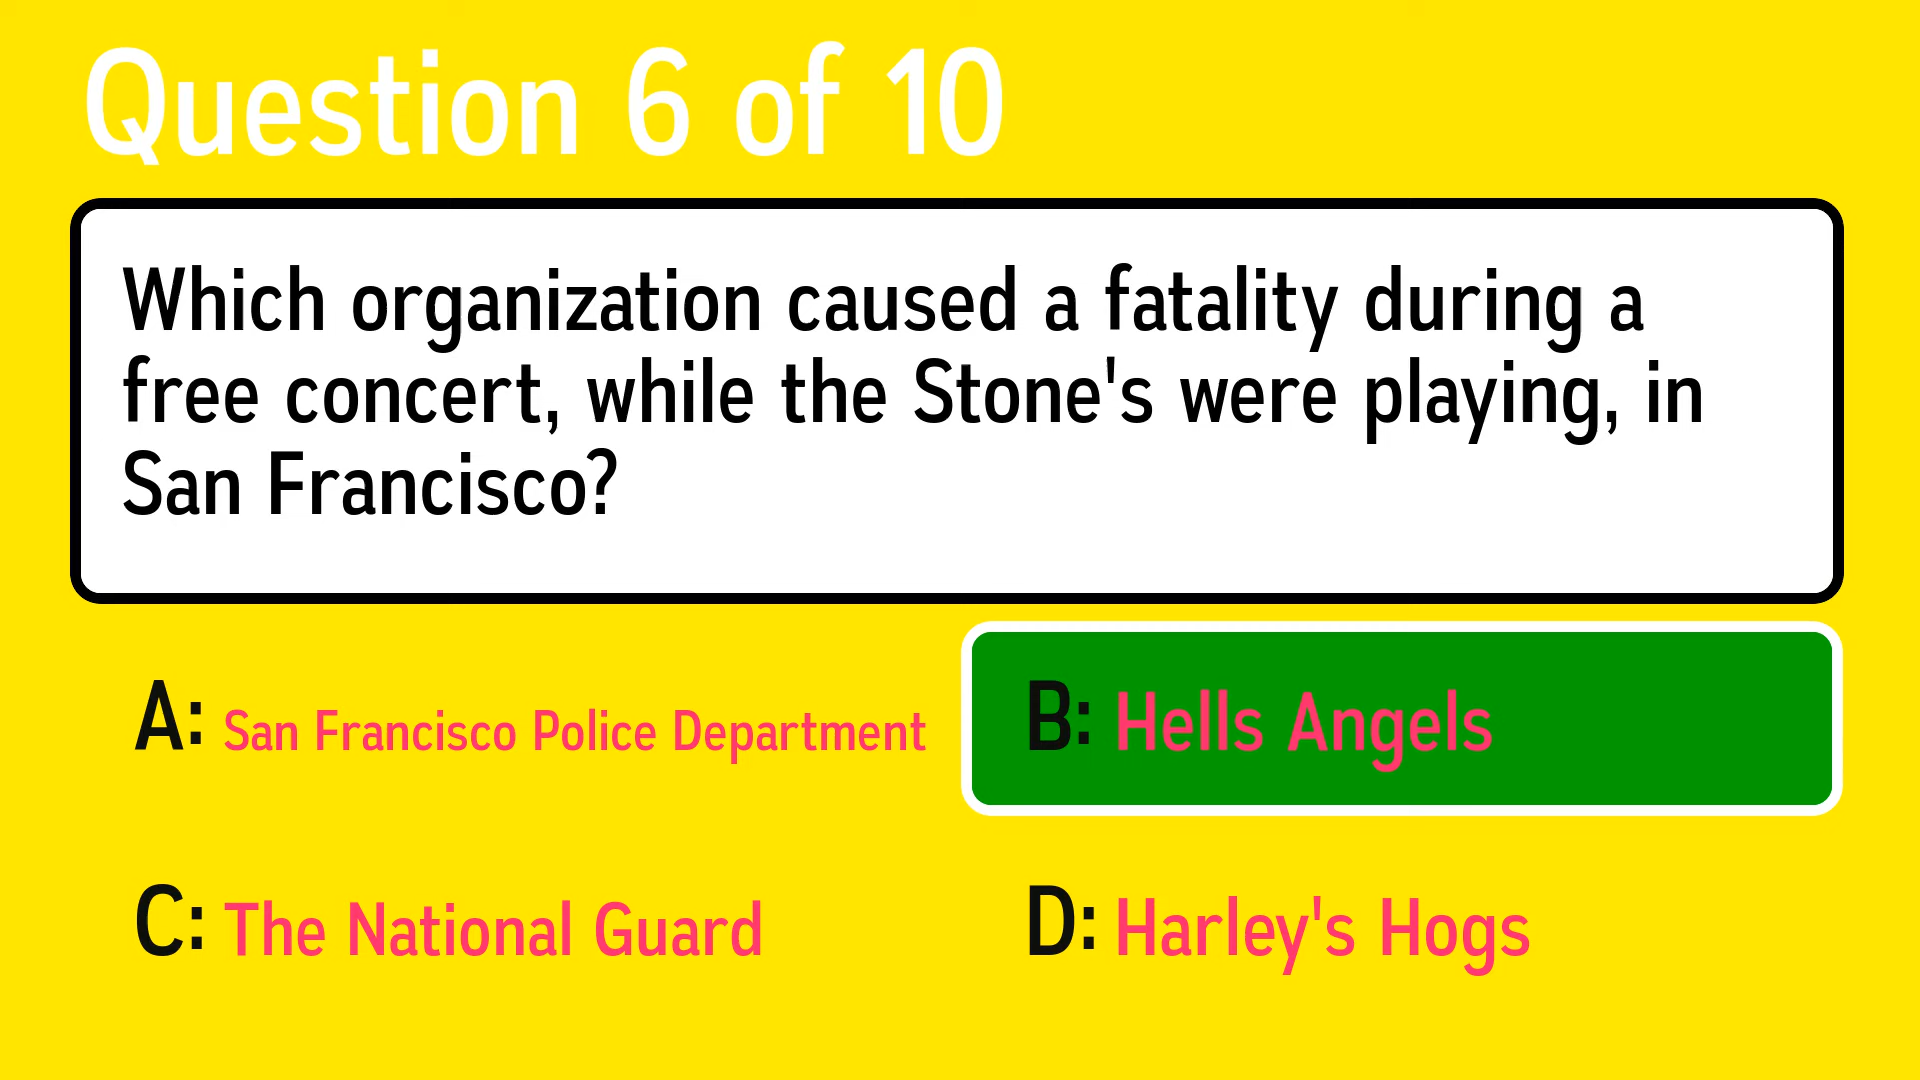 Question 6 of 10
Which organization caused a fatality during a
free concert, while the Stone's were playing, in
San Francisco?
A: San Francisco Police Department
B: Hells Angels
C: The National Guard
D: Harley's Hogs